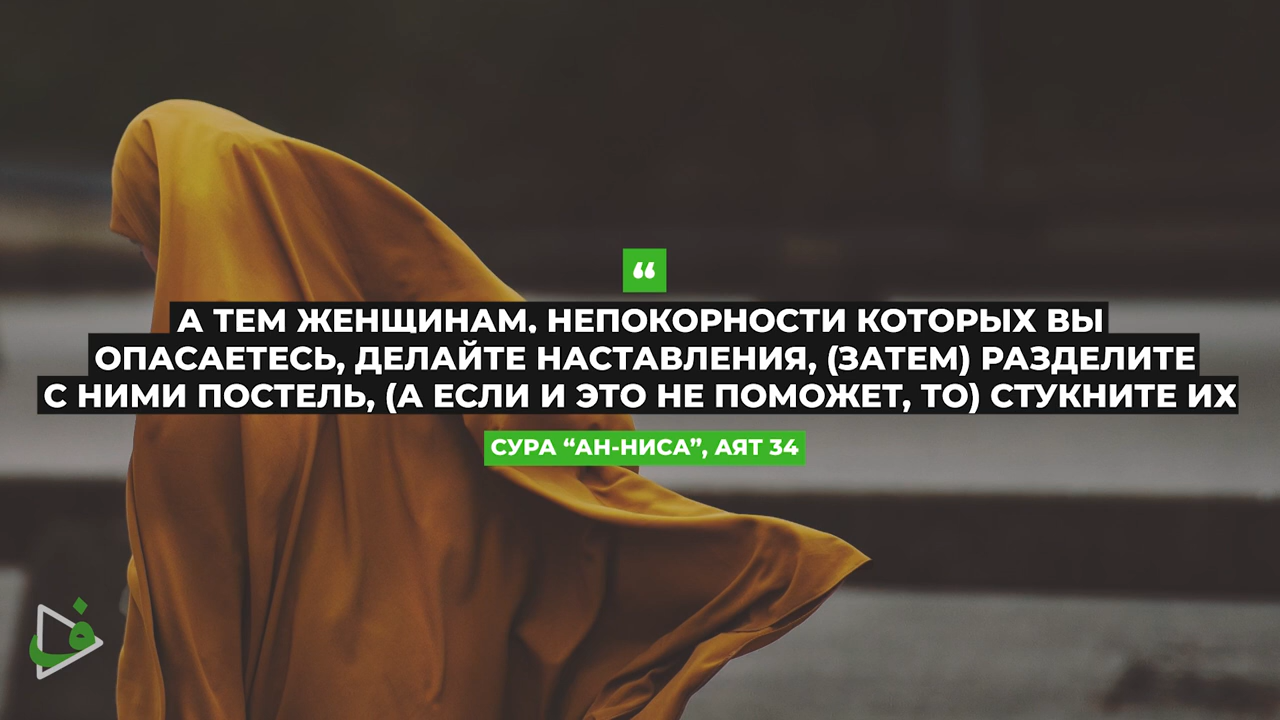 “
А ТЕМ ЖЕНЩИНАМ, НЕПОКОРНОСТИ КОТОРЫХ ВЫ
ОПАСАЕТЕСЬ, ДЕЛАЙТЕ НАСТАВЛЕНИЯ, (ЗАТЕМ) РАЗДЕЛИТЕ
С НИМИ ПОСТЕЛЬ, (А ЕСЛИ И ЭТО НЕ ПОМОЖЕТ, ТО) СТУКНИТЕ ИХ
СУРА “АН-НИСА”, АЯТ 34
ف